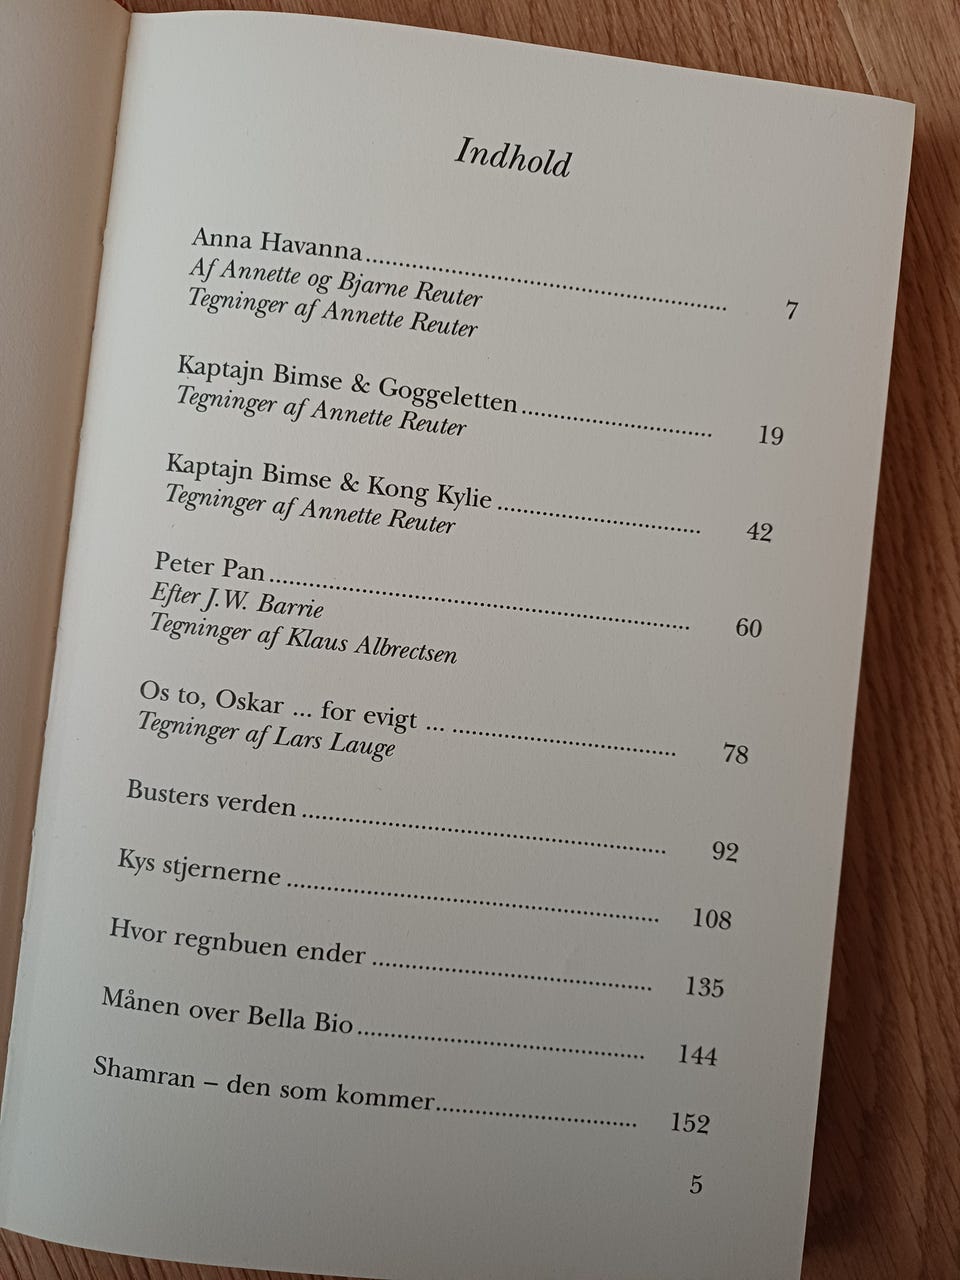 Indhold
Anna Havanna........................................................ 7
Af Annette og Bjarne Reuter
Tegninger af Annette Reuter
Kaptajn Bimse & Goggeletten............................ 19
Tegninger af Annette Reuter
Kaptajn Bimse & Kong Kylie.............................. 42
Tegninger af Annette Reuter
Peter Pan................................................................ 60
Efter J.W. Barrie
Tegninger af Klaus Albrectsen
Os to, Oskar ... for evigt ................................... 78
Tegninger af Lars Lauge
Busters verden........................................................ 92
Kys stjernerne........................................................ 108
Hvor regnbuen ender.......................................... 135
Månen over Bella Bio........................................... 144
Shamran – den som kommer.............................. 152
5